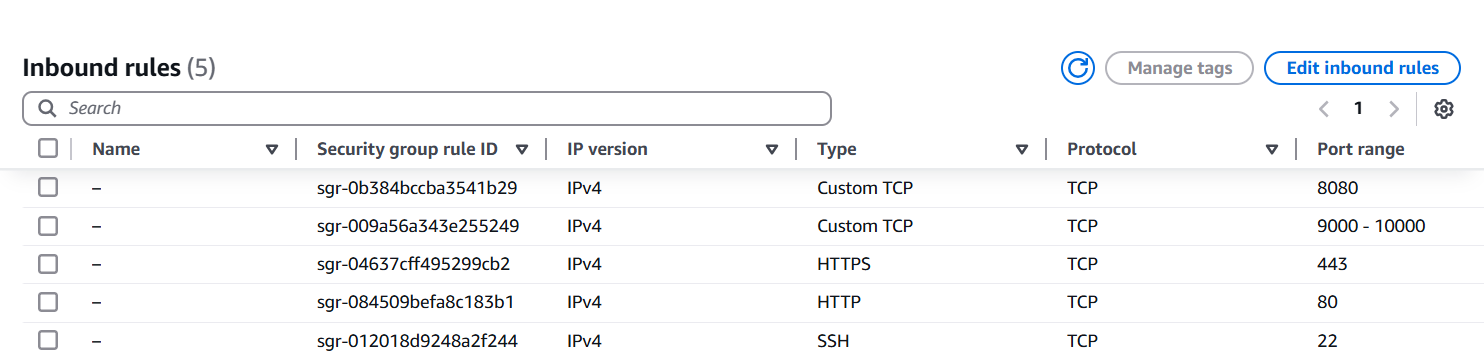 Inbound rules (5)
Manage tags
Edit inbound rules
Search
1
Name Security group rule ID IP version Type Protocol Port range
– sgr-0b384bccba3541b29 IPv4 Custom TCP TCP 8080
– sgr-009a56a343e255249 IPv4 Custom TCP TCP 9000 - 10000
– sgr-04637cff495299cb2 IPv4 HTTPS TCP 443
– sgr-084509befa8c183b1 IPv4 HTTP TCP 80
– sgr-012018d9248a2f244 IPv4 SSH TCP 22